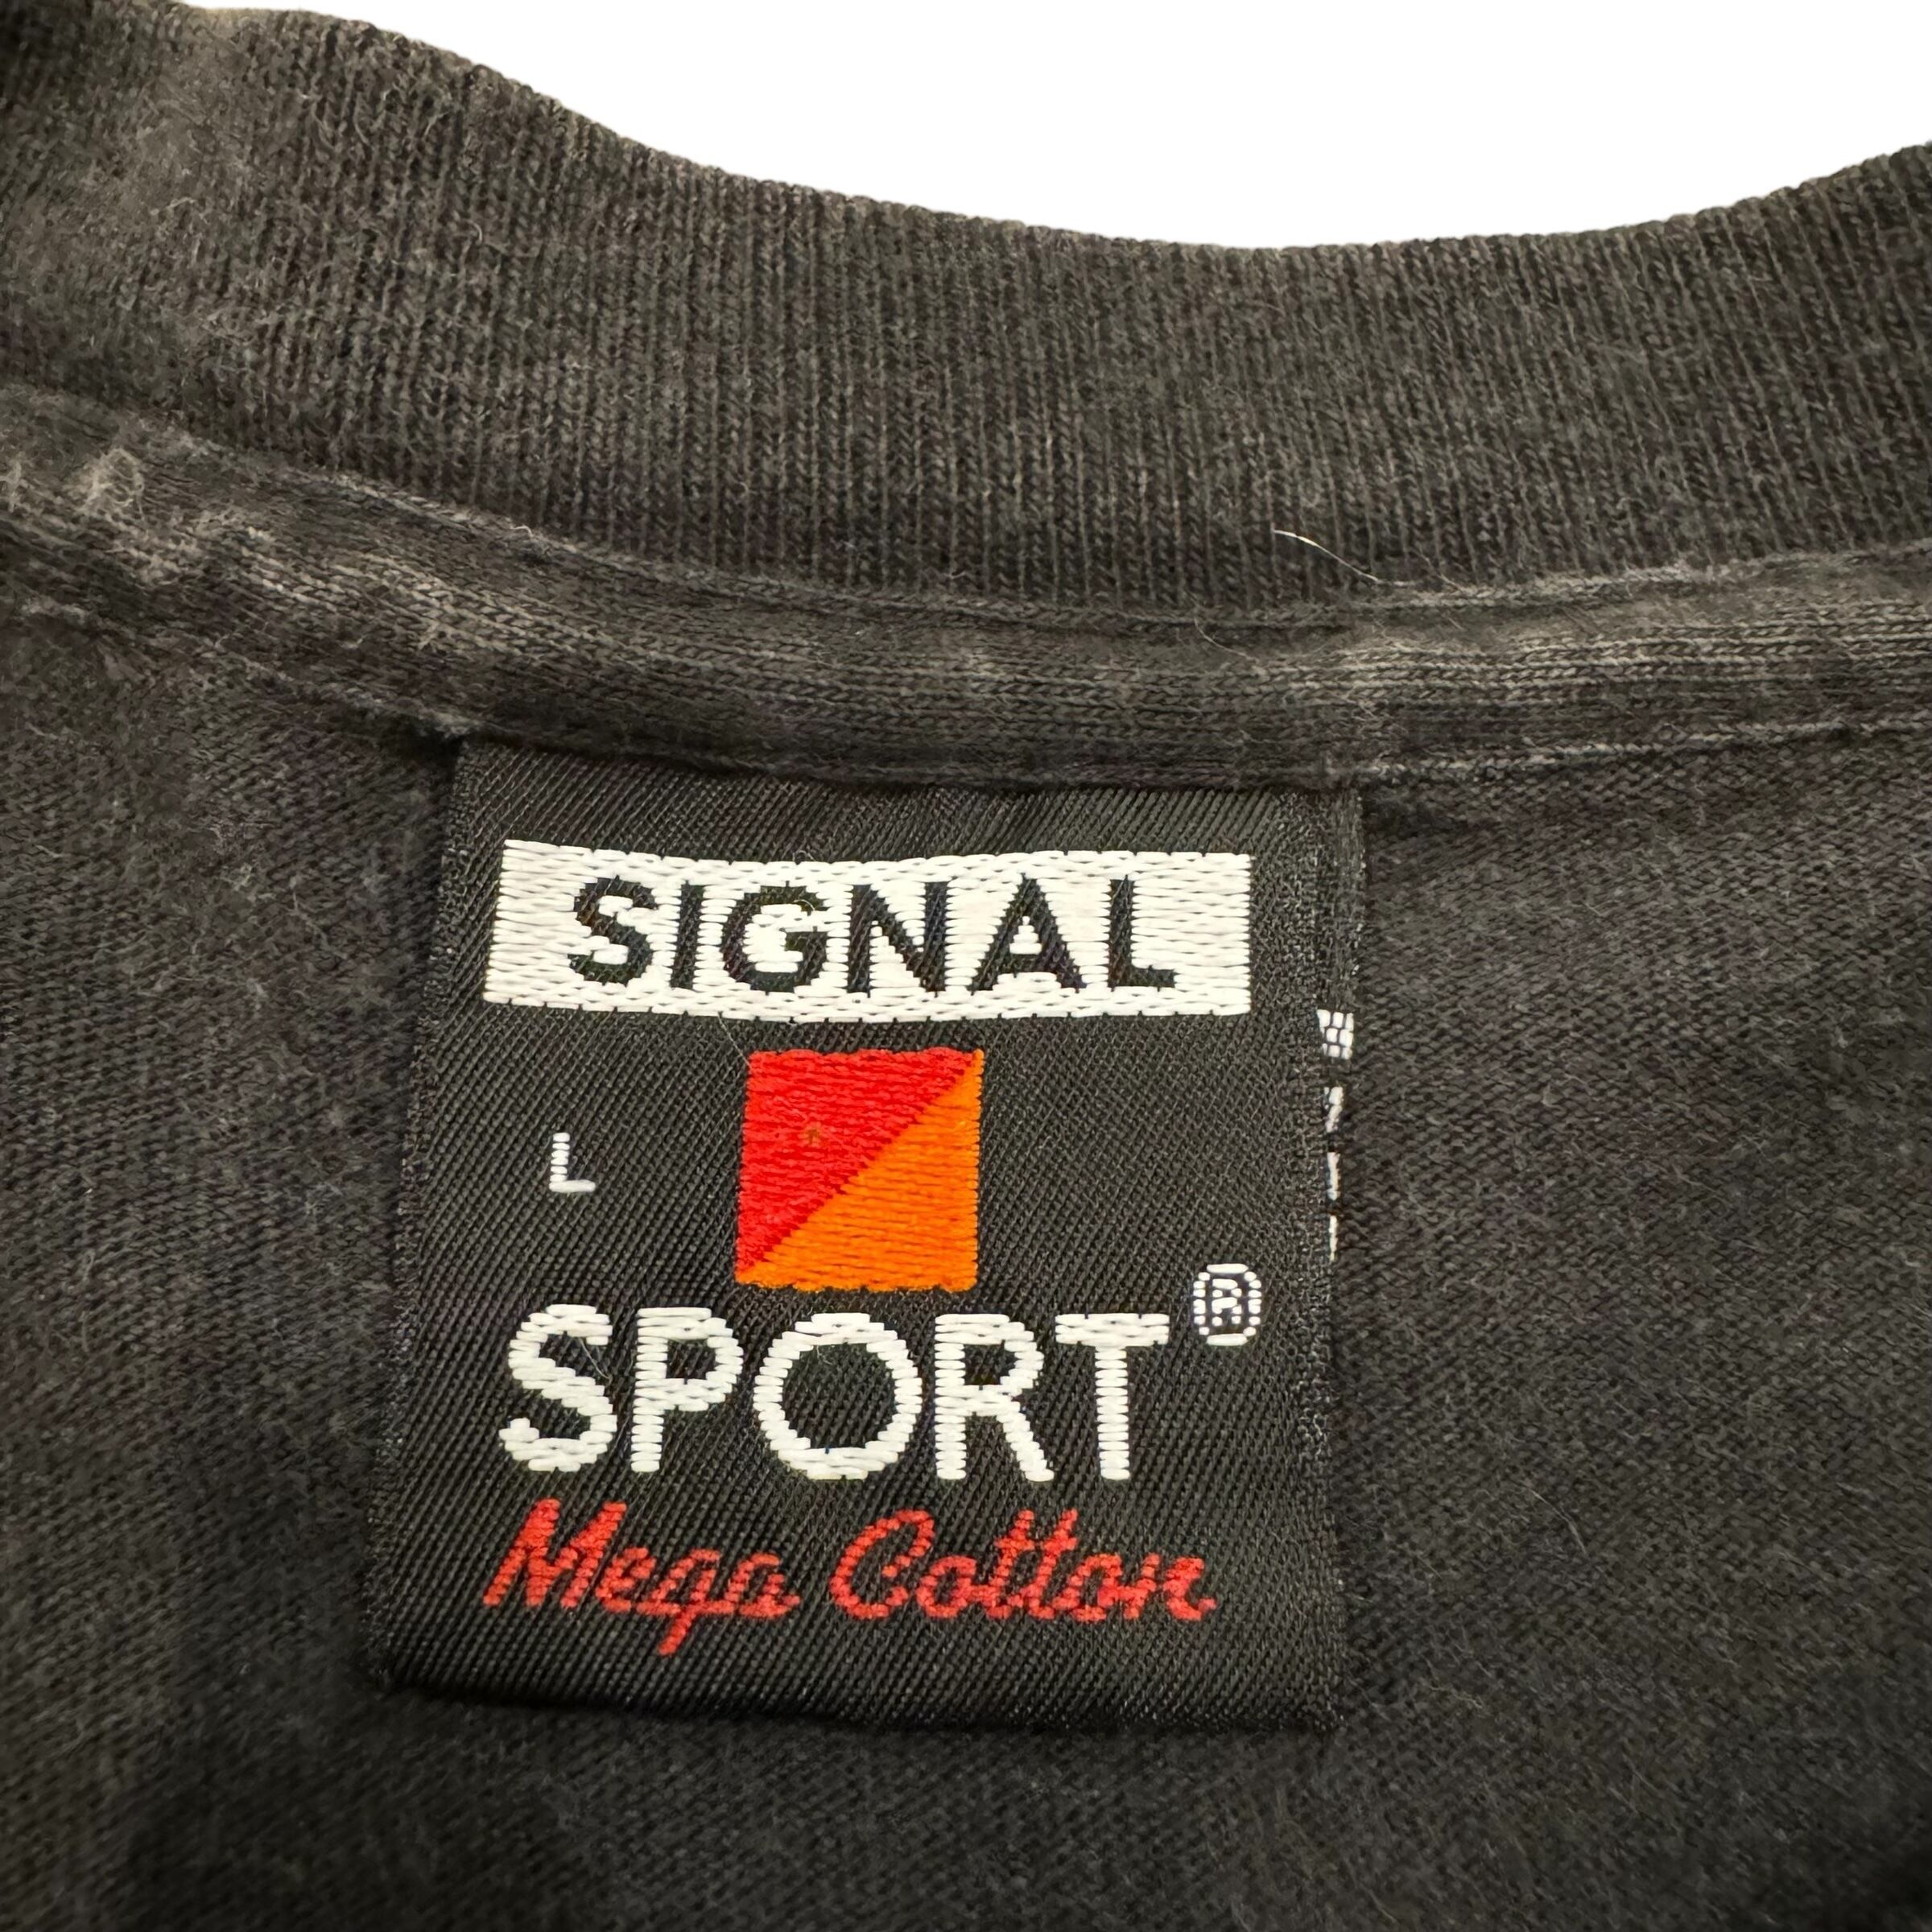 SIGNAL
L
SPORT®
Mega Cotton